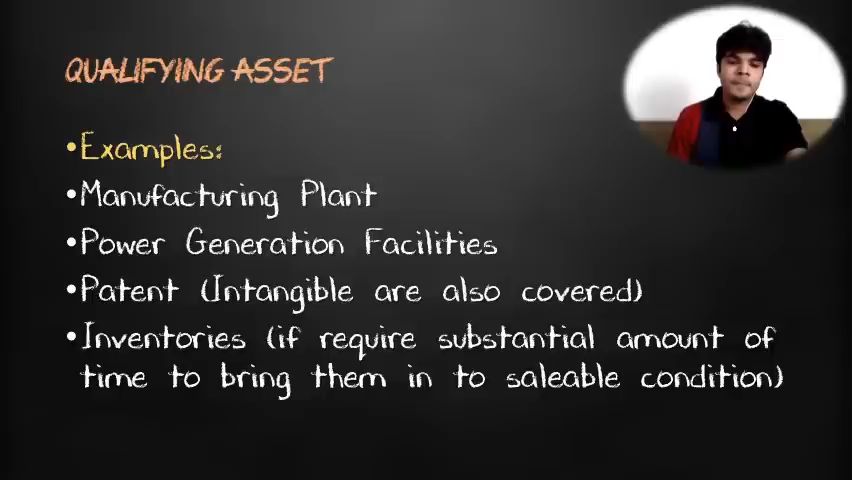 QUALIFYING ASSET
•Examples:
•Manufacturing Plant
•Power Generation Facilities
•Patent (Intangible are also covered)
•Inventories (if require substantial amount of
time to bring them in to saleable condition)